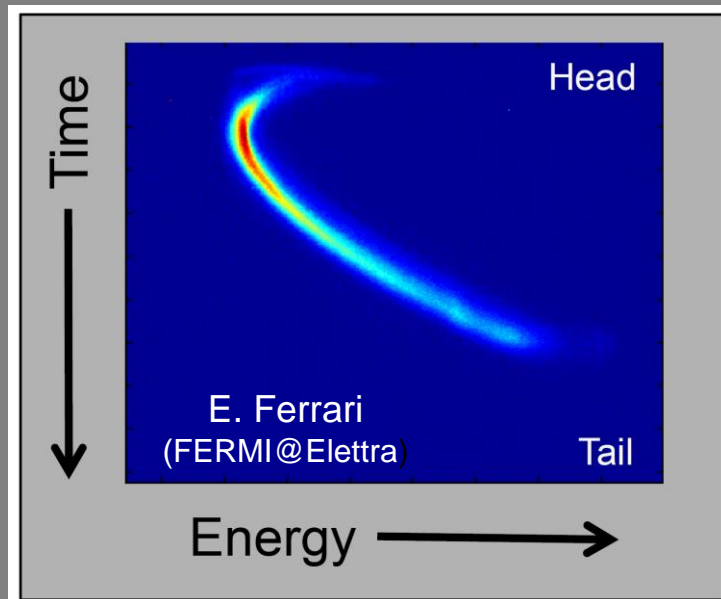 Time
Head
E. Ferrari
(FERMI@Elettra)
Tail
Energy